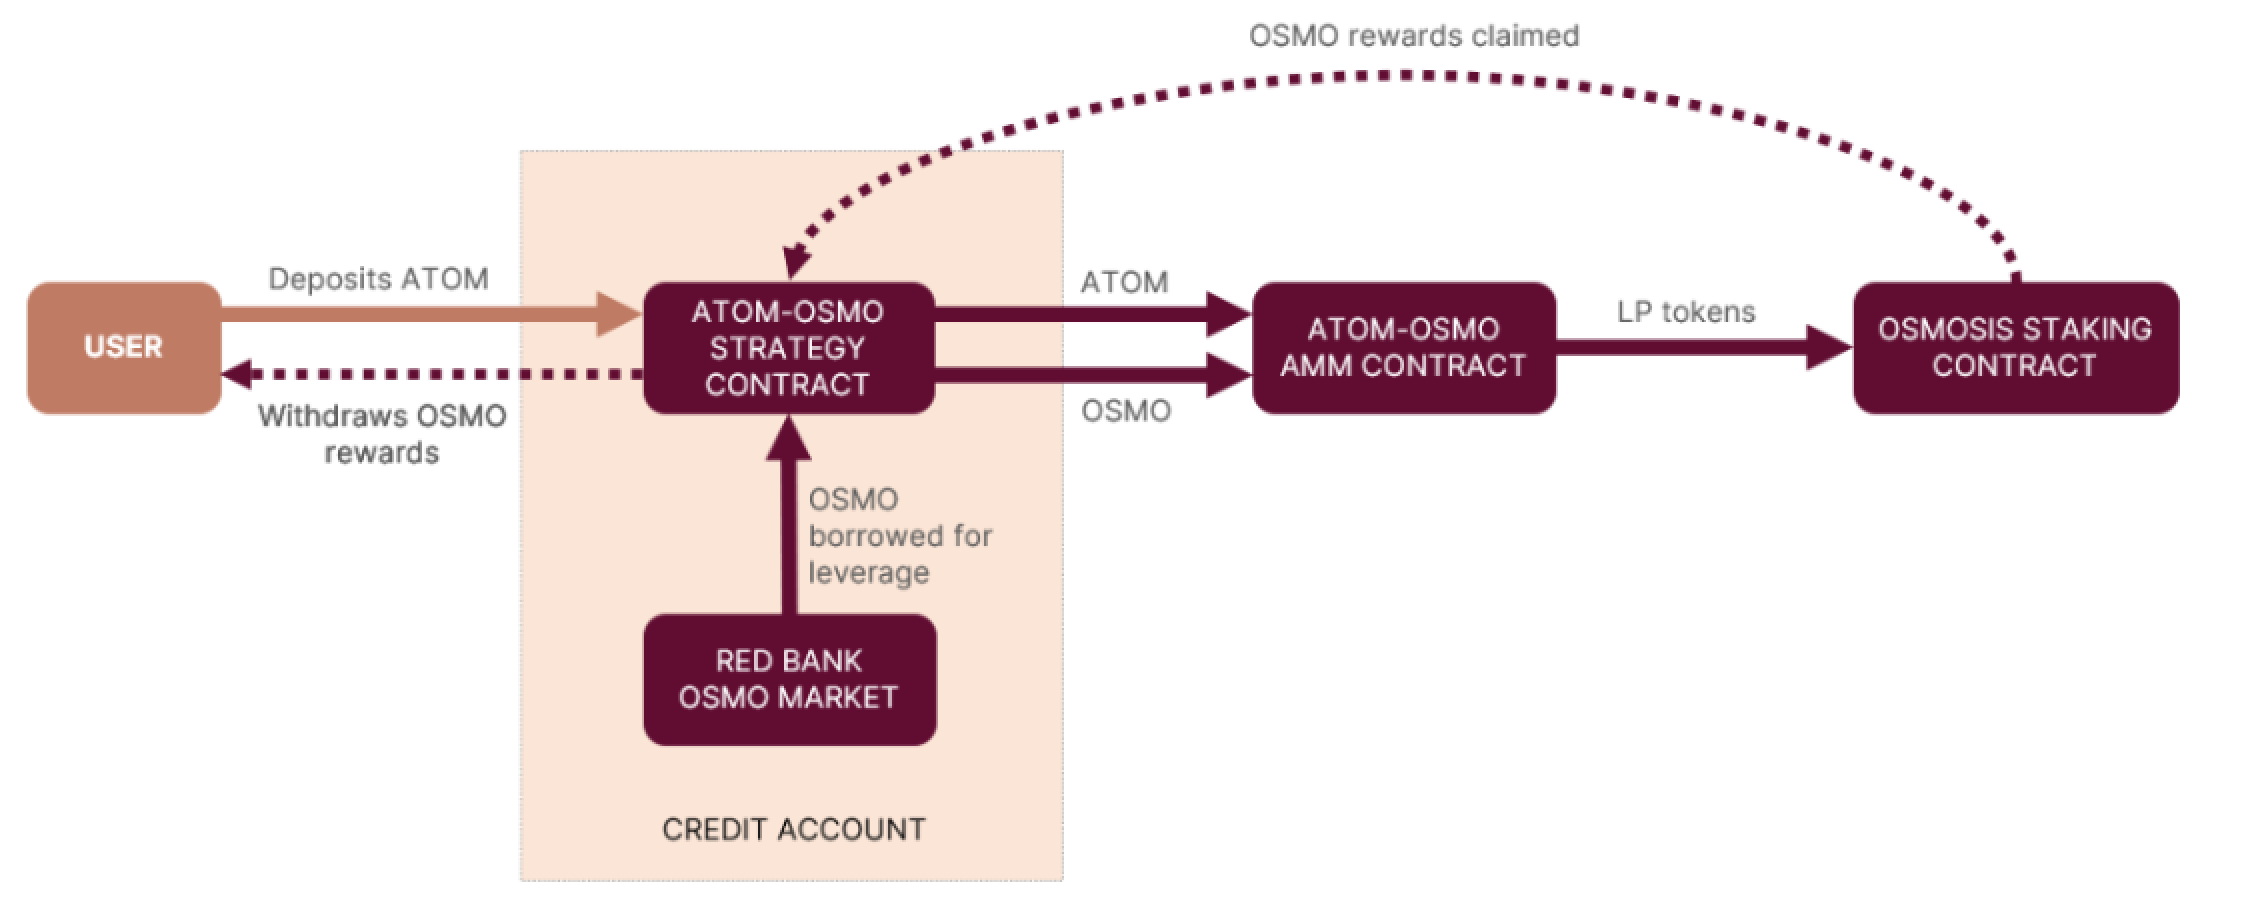 OSMO rewards claimed
Deposits ATOM
USER
Withdraws OSMO
rewards
ATOM-OSMO
STRATEGY
CONTRACT
ATOM
OSMO
ATOM-OSMO
AMM CONTRACT
LP tokens
OSMOSIS STAKING
CONTRACT
OSMO
borrowed for
leverage
RED BANK
OSMO MARKET
CREDIT ACCOUNT